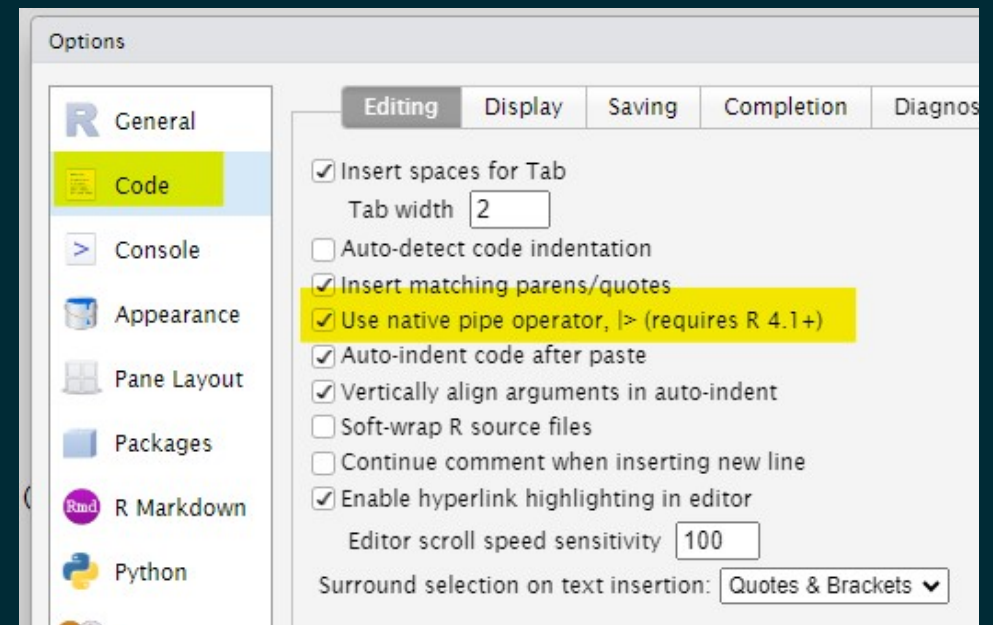 Options
General
Code
Console
Appearance
Pane Layout
Packages
R Markdown
Python
Editing Display Saving Completion Diagnos
Insert spaces for Tab
Tab width 2
Auto-detect code indentation
Insert matching parens/quotes
Use native pipe operator, |> (requires R 4.1+)
Auto-indent code after paste
Vertically align arguments in auto-indent
Soft-wrap R source files
Continue comment when inserting new line
Enable hyperlink highlighting in editor
Editor scroll speed sensitivity 100
Surround selection on text insertion: Quotes & Brackets